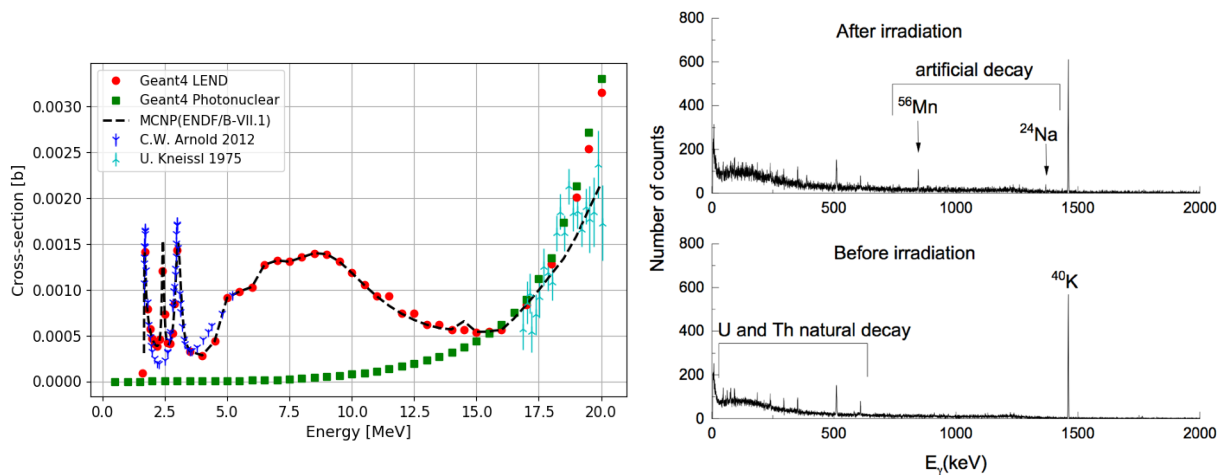 Cross-section [b]
0.0030
0.0025
0.0020
0.0015
0.0010
0.0005
0.0000
Geant4 LEND
Geant4 Photonuclear
MCNP(ENDF/B-VII.1)
C.W. Arnold 2012
U. Kneissl 1975
0.0 2.5 5.0 7.5 10.0 12.5 15.0 17.5 20.0
Energy [MeV]
Number of counts
800
600
400
200
0
After irradiation
artificial decay
⁵⁶Mn
²⁴Na
0 500 1000 1500 2000
800
600
400
200
0
Before irradiation
⁴⁰K
U and Th natural decay
0 500 1000 1500 2000
Eᵧ(keV)